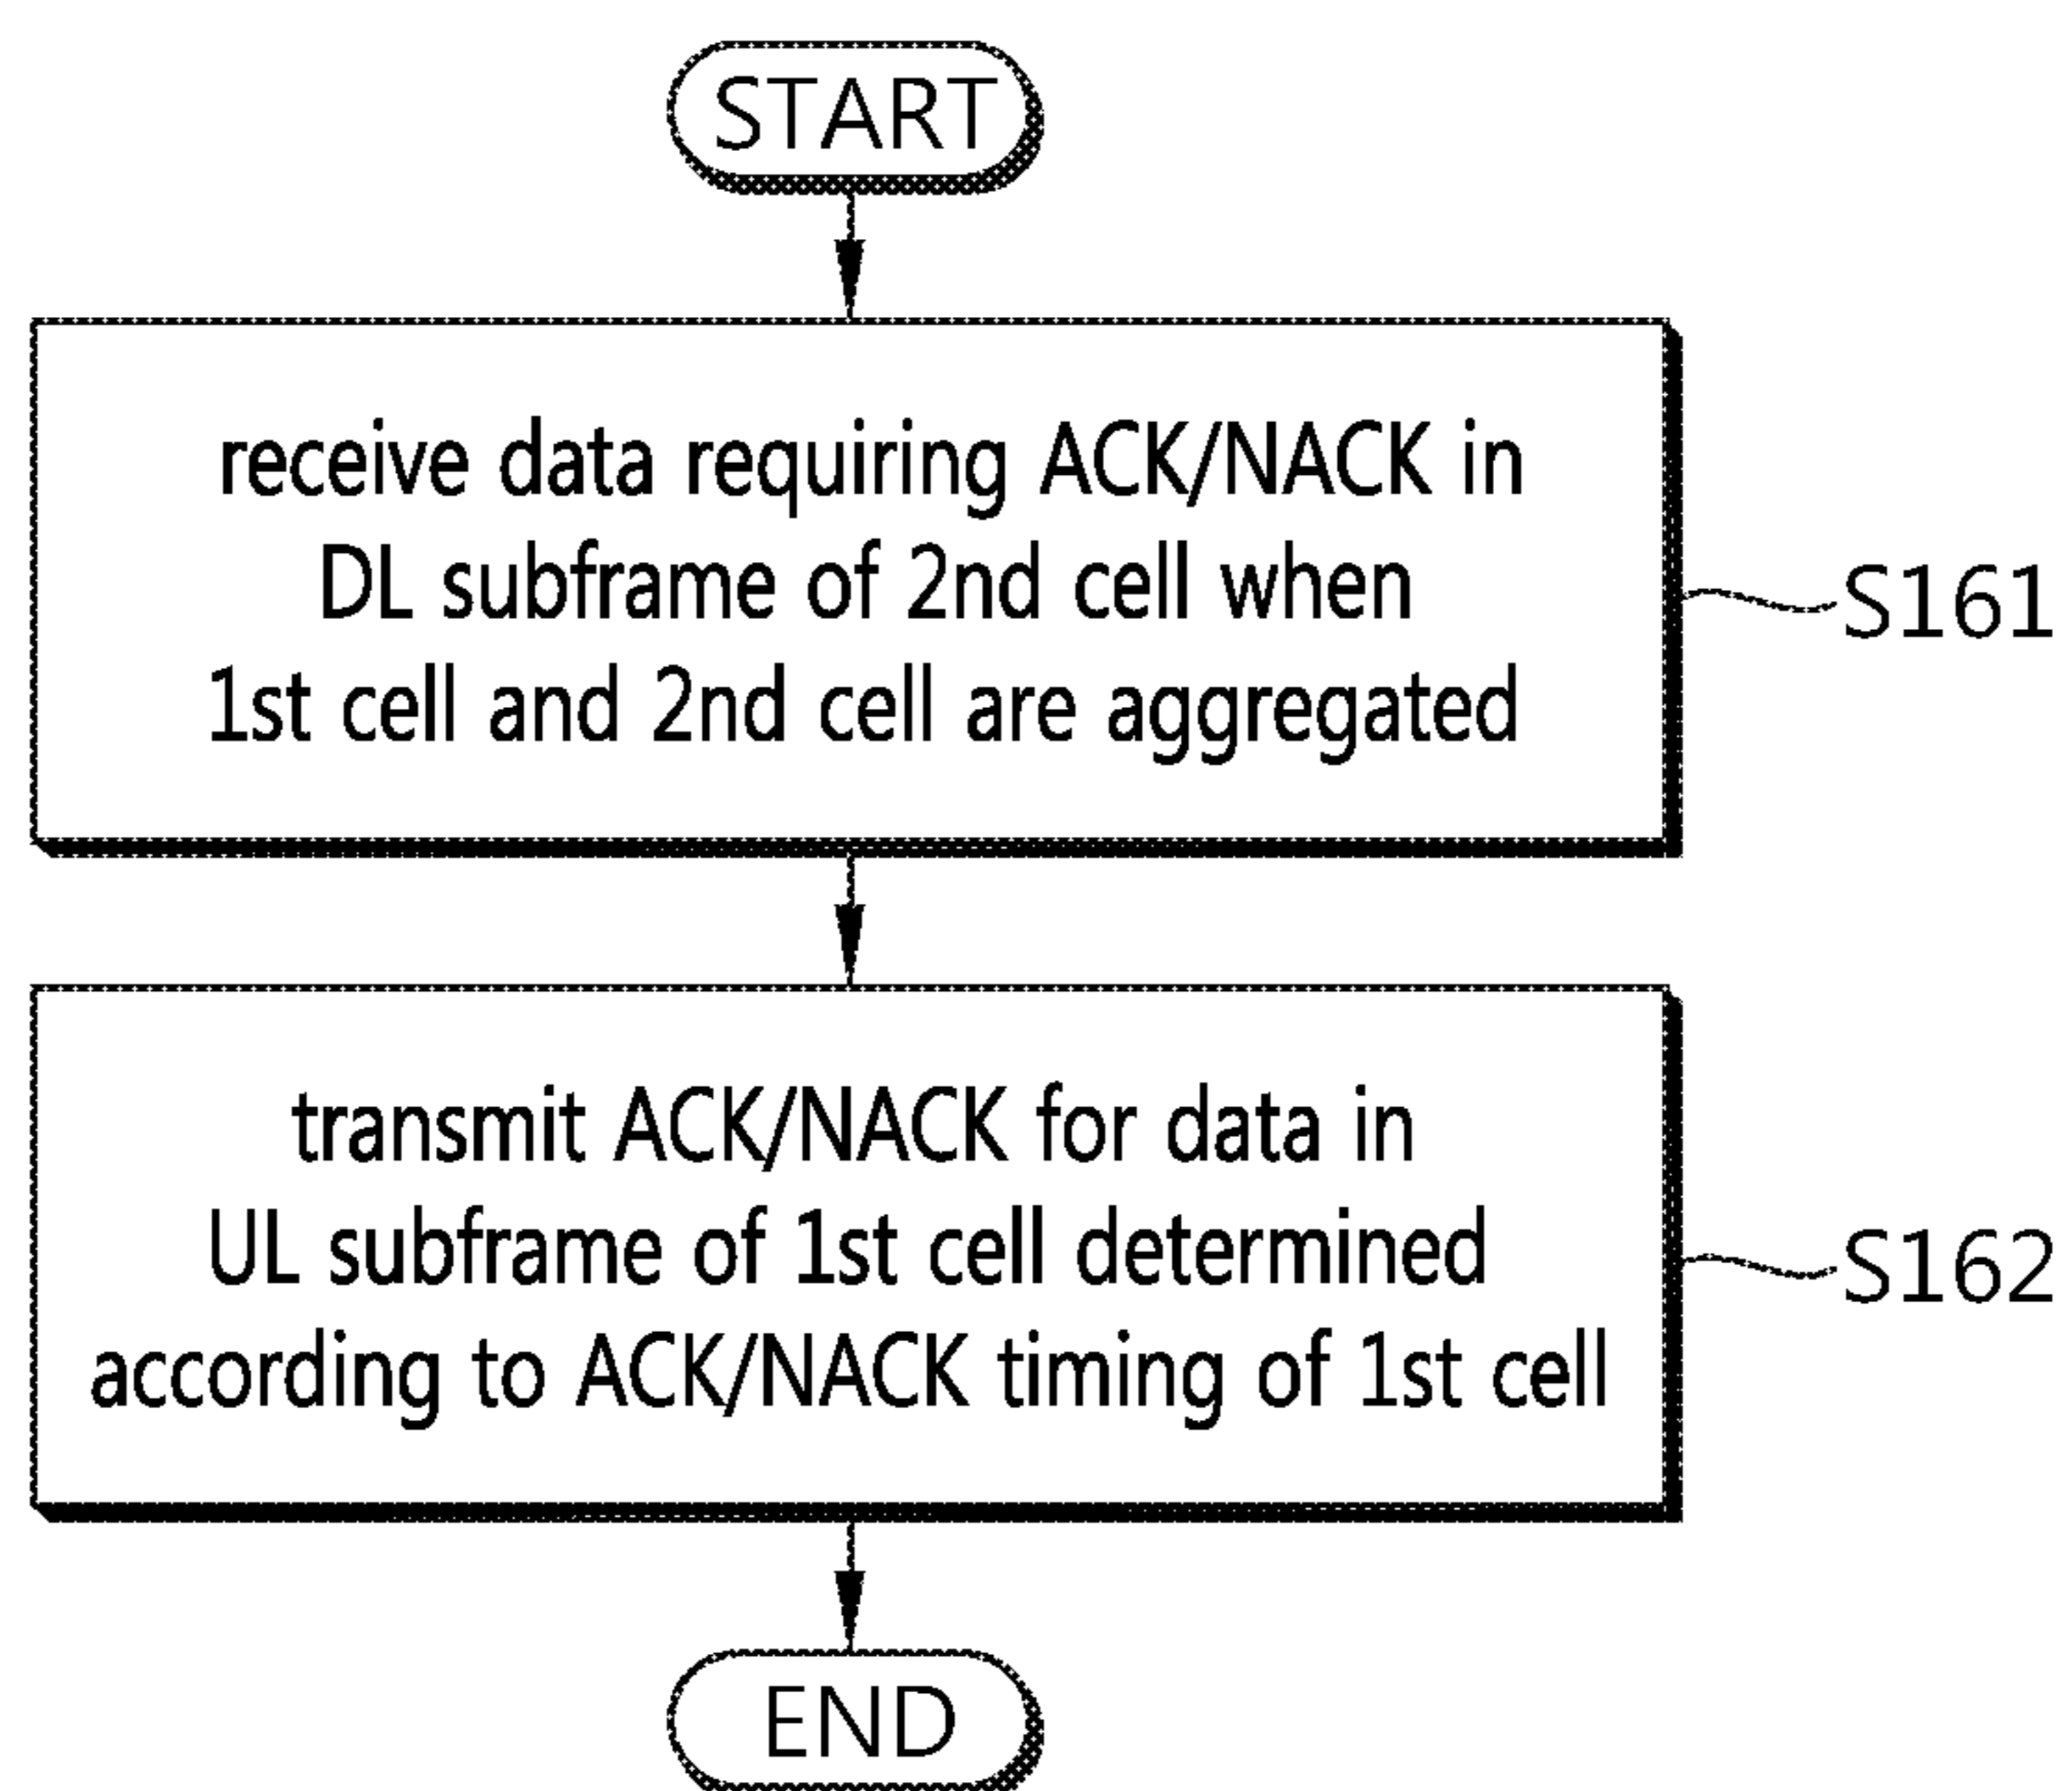 START
receive data requiring ACK/NACK in
DL subframe of 2nd cell when
1st cell and 2nd cell are aggregated
S161
transmit ACK/NACK for data in
UL subframe of 1st cell determined
according to ACK/NACK timing of 1st cell
S162
END